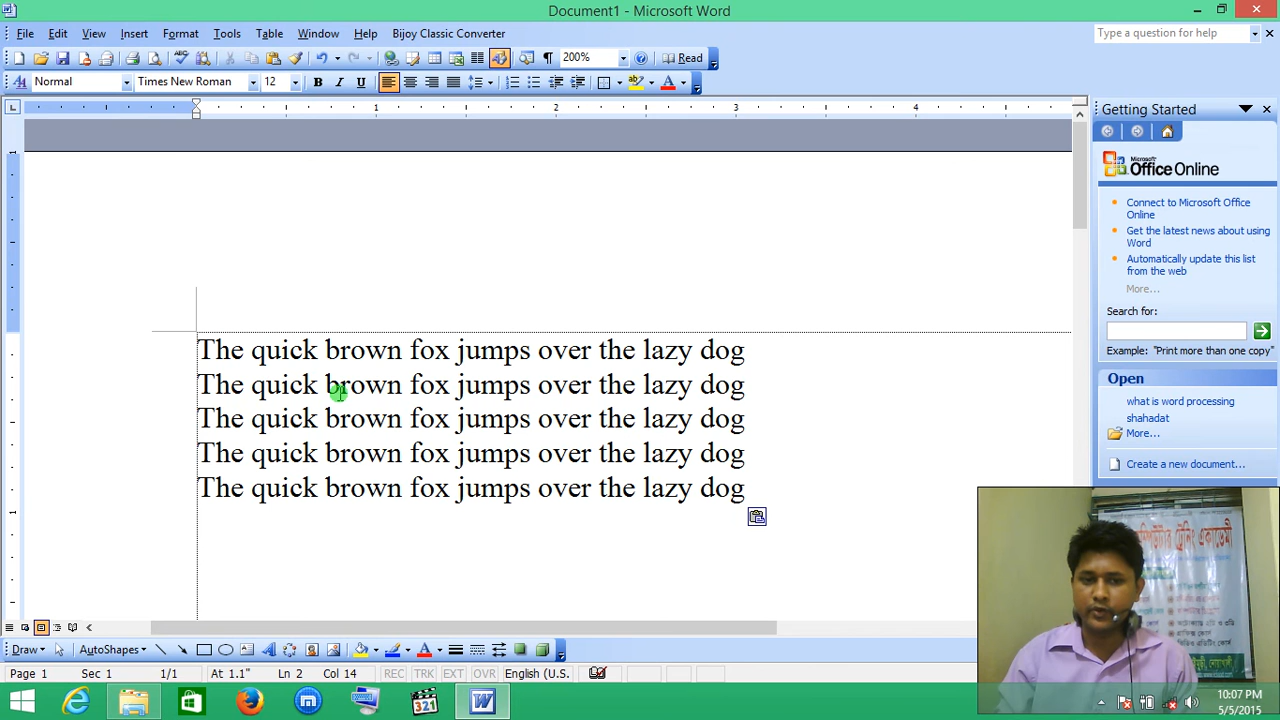 Document1 - Microsoft Word
File Edit View Insert Format Tools Table Window Help Bijoy Classic Converter
Type a question for help
200%
Read
Normal Times New Roman 12 B I U
1 2 3 4
Getting Started
Microsoft
Office Online
Connect to Microsoft Office
Online
Get the latest news about using
Word
Automatically update this list
from the web
More...
Search for:
Example: "Print more than one copy"
Open
what is word processing
shahadat
More...
Create a new document...
The quick brown fox jumps over the lazy dog
The quick brown fox jumps over the lazy dog
The quick brown fox jumps over the lazy dog
The quick brown fox jumps over the lazy dog
The quick brown fox jumps over the lazy dog
ট্রেনিং একাডেমী
Draw AutoShapes
Page 1 Sec 1 1/1 At 1.1" Ln 2 Col 14 REC TRK EXT OVR English (U.S.
321
10:07 PM
5/5/2015